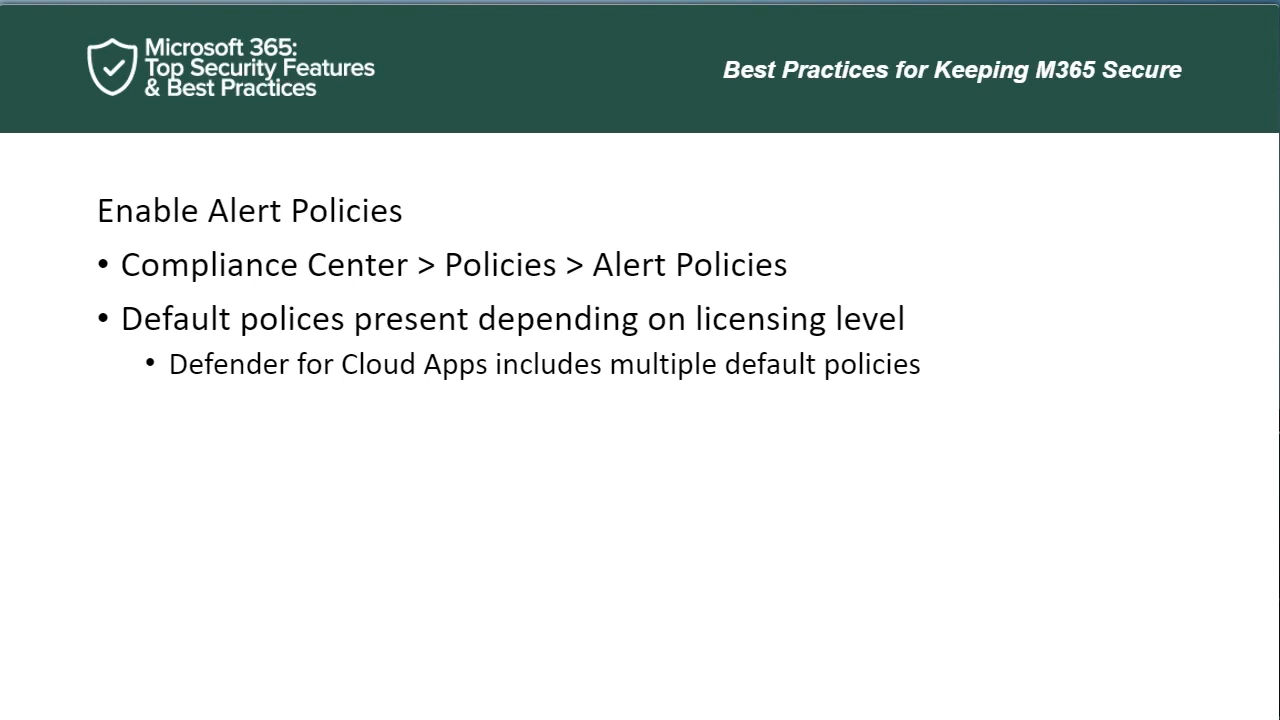 Microsoft 365:
Top Security Features
& Best Practices
Best Practices for Keeping M365 Secure
Enable Alert Policies
• Compliance Center > Policies > Alert Policies
• Default polices present depending on licensing level
• Defender for Cloud Apps includes multiple default policies